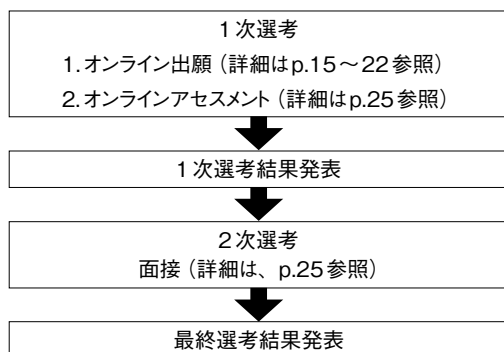 1次選考
1.オンライン出願（詳細はp.15～22参照）
2.オンラインアセスメント（詳細はp.25参照）
1次選考結果発表
2次選考
面接（詳細は、p.25参照）
最終選考結果発表